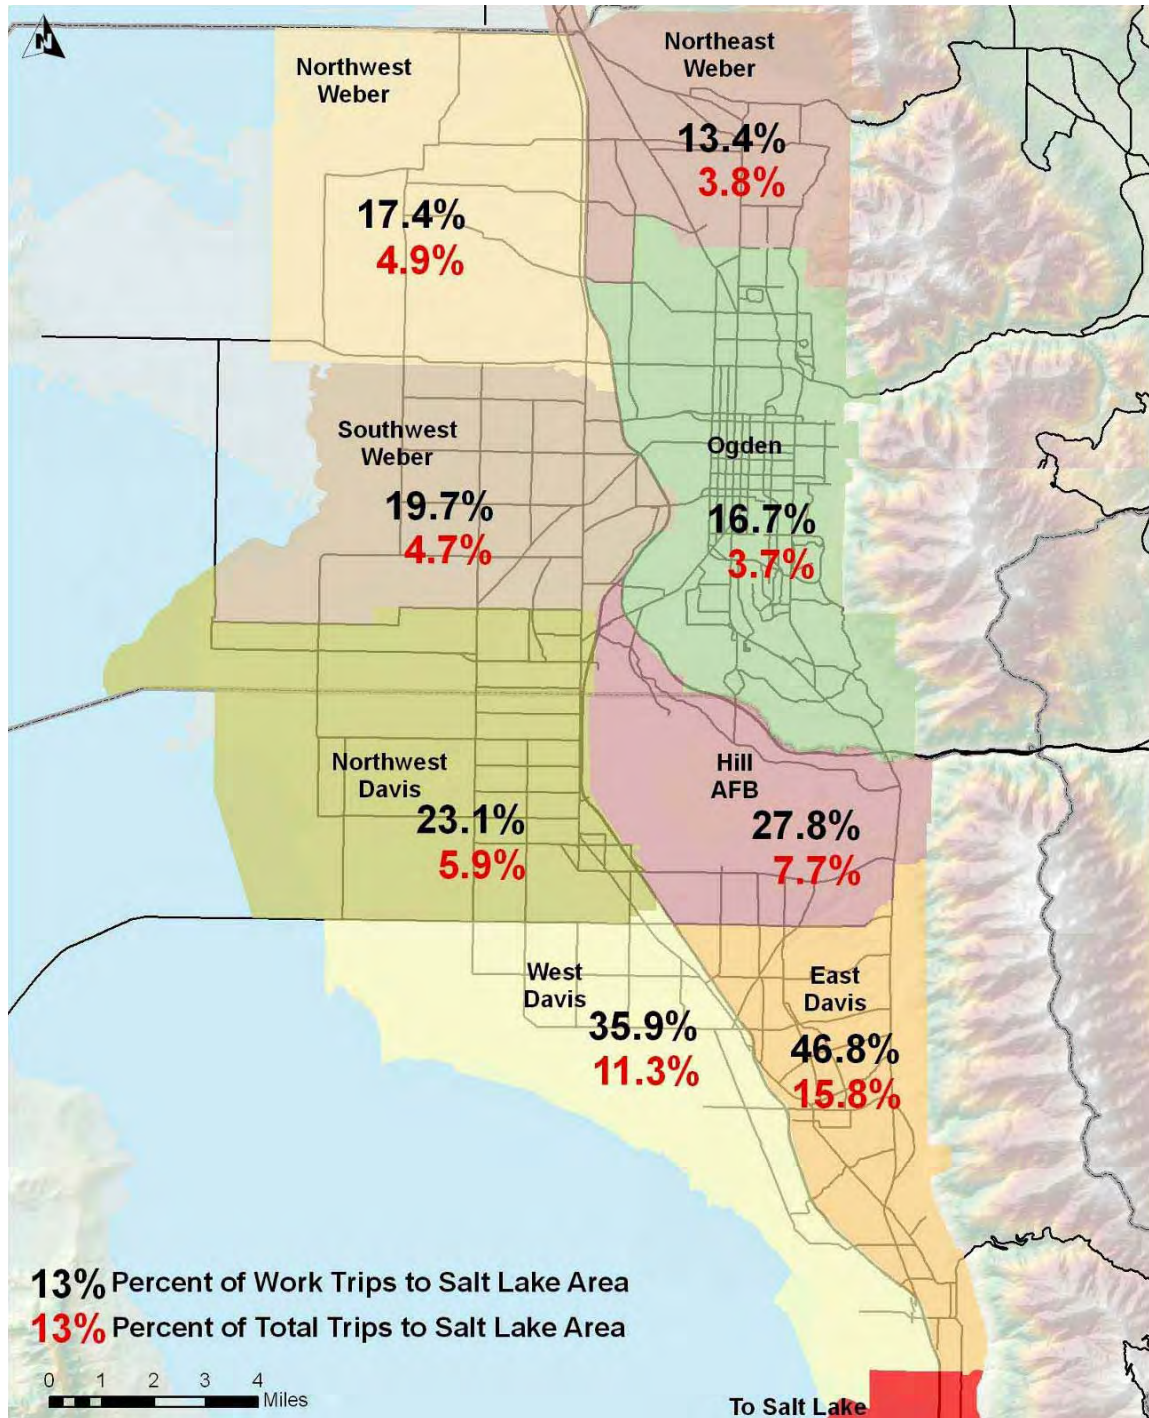 N
Northwest
Weber
17.4%
4.9%
Northeast
Weber
13.4%
3.8%
Southwest
Weber
19.7%
4.7%
Ogden
16.7%
3.7%
Northwest
Davis
23.1%
5.9%
Hill
AFB
27.8%
7.7%
West
Davis
35.9%
11.3%
East
Davis
46.8%
15.8%
13% Percent of Work Trips to Salt Lake Area
13% Percent of Total Trips to Salt Lake Area
0 1 2 3 4
Miles
To Salt Lake